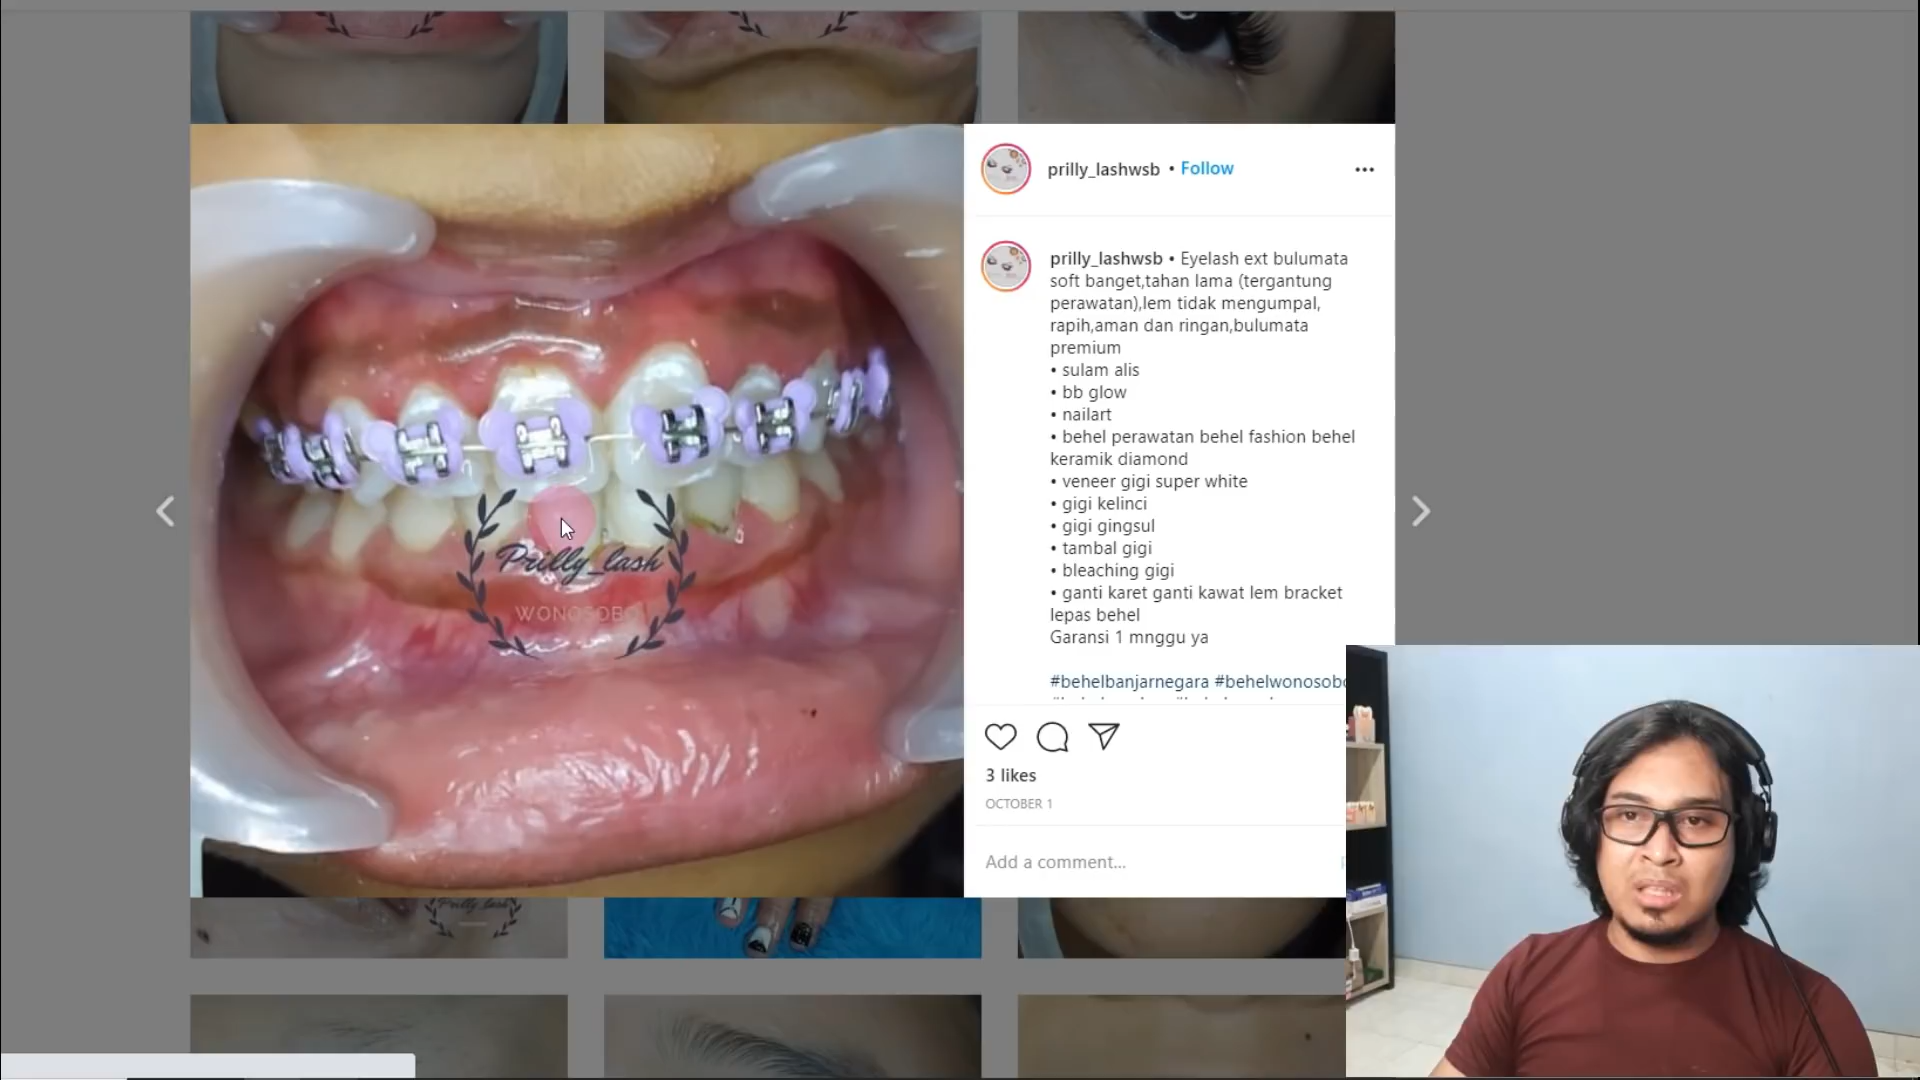 prilly_lashwsb • Follow
prilly_lashwsb • Eyelash ext bulumata
soft banget,tahan lama (tergantung
perawatan),lem tidak mengumpal,
rapih,aman dan ringan,bulumata
premium
• sulam alis
• bb glow
• nailart
• behel perawatan behel fashion behel
keramik diamond
• veneer gigi super white
• gigi kelinci
• gigi gingsul
• tambal gigi
• bleaching gigi
• ganti karet ganti kawat lem bracket
lepas behel
Garansi 1 mnggu ya
#behelbanjarnegara #behelwonosobo
3 likes
OCTOBER 1
Add a comment...
Prilly_lash
WONOSOBO
Prilly_lash